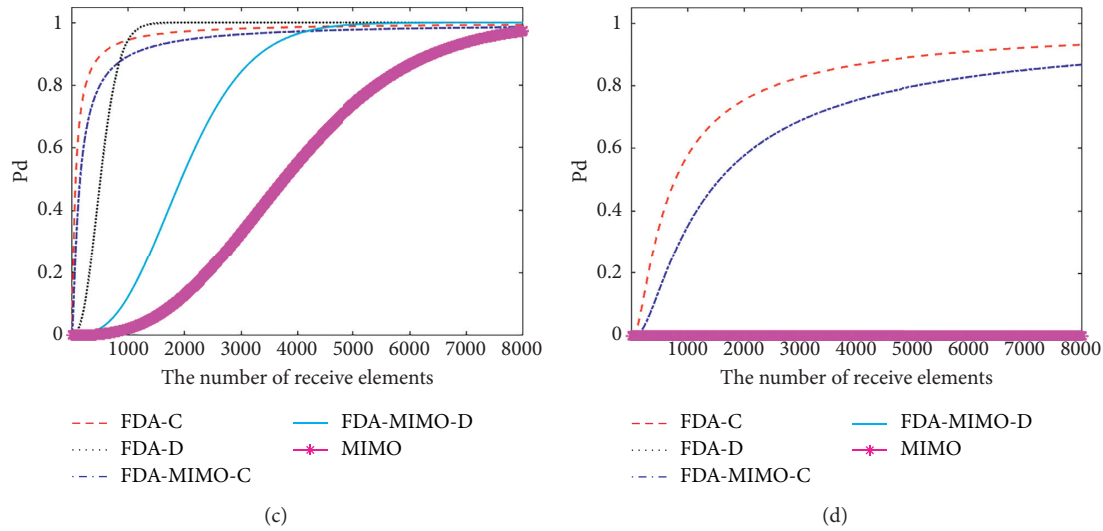 1
0.8
0.6
0.4
0.2
0
Pd
1000 2000 3000 4000 5000 6000 7000 8000
The number of receive elements
FDA-C
FDA-D
FDA-MIMO-C
FDA-MIMO-D
MIMO
(c)
1
0.8
0.6
0.4
0.2
0
Pd
1000 2000 3000 4000 5000 6000 7000 8000
The number of receive elements
FDA-C
FDA-D
FDA-MIMO-C
FDA-MIMO-D
MIMO
(d)